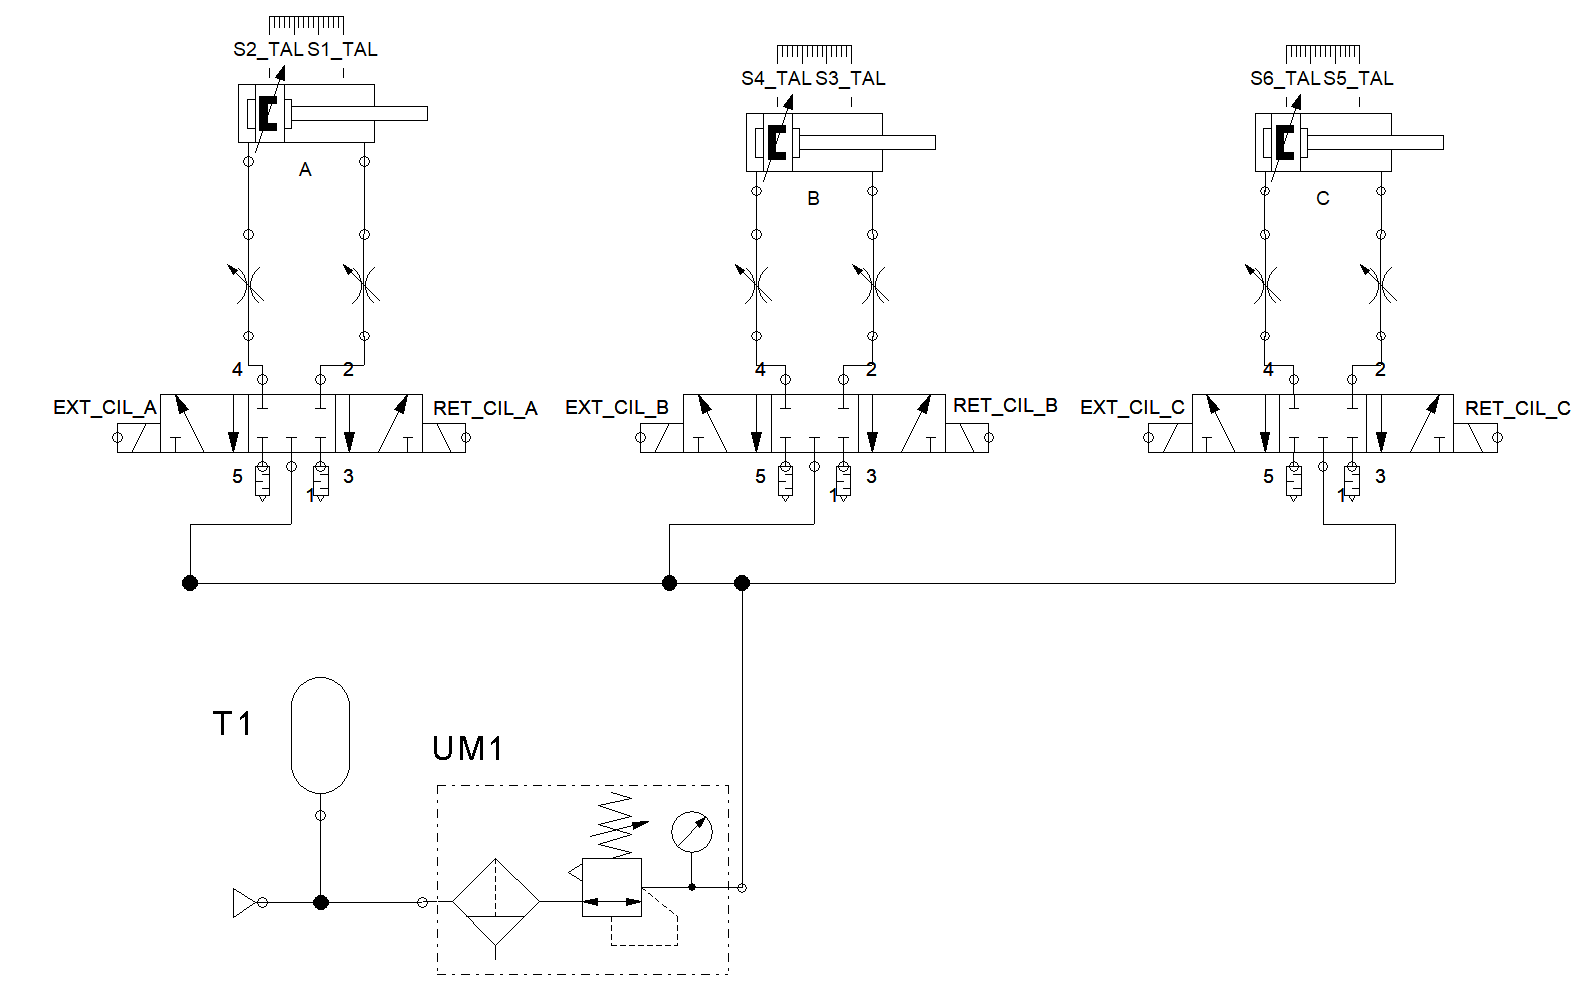 S2_TAL S1_TAL
S4_TAL S3_TAL
S6_TAL S5_TAL
A
B
C
4 2
4 2
4 2
EXT_CIL_A RET_CIL_A
EXT_CIL_B RET_CIL_B
EXT_CIL_C RET_CIL_C
5 1 3
5 1 3
5 1 3
T1
UM1